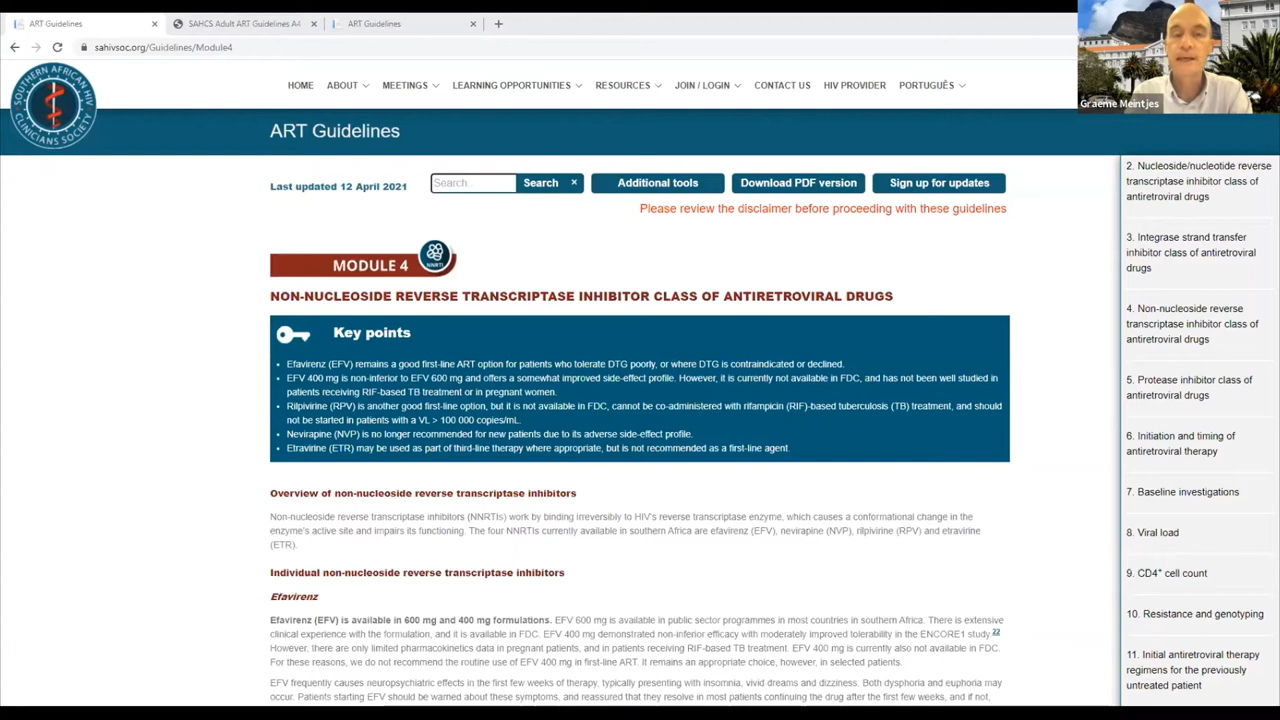 ART Guidelines
SAHCS Adult ART Guidelines A4
ART Guidelines
sahivsoc.org/Guidelines/Module4
Graeme Meintjes
SOUTHERN AFRICAN HIV
CLINICIANS SOCIETY
HOME ABOUT MEETINGS LEARNING OPPORTUNITIES RESOURCES JOIN / LOGIN CONTACT US HIV PROVIDER PORTUGUÊS
ART Guidelines
Last updated 12 April 2021
Search...
Search ×
Additional tools
Download PDF version
Sign up for updates
Please review the disclaimer before proceeding with these guidelines
MODULE 4
NNRTI
NON-NUCLEOSIDE REVERSE TRANSCRIPTASE INHIBITOR CLASS OF ANTIRETROVIRAL DRUGS
Key points
• Efavirenz (EFV) remains a good first-line ART option for patients who tolerate DTG poorly, or where DTG is contraindicated or declined.
• EFV 400 mg is non-inferior to EFV 600 mg and offers a somewhat improved side-effect profile. However, it is currently not available in FDC, and has not been well studied in
patients receiving RIF-based TB treatment or in pregnant women.
• Rilpivirine (RPV) is another good first-line option, but it is not available in FDC, cannot be co-administered with rifampicin (RIF)-based tuberculosis (TB) treatment, and should
not be started in patients with a VL > 100 000 copies/mL.
• Nevirapine (NVP) is no longer recommended for new patients due to its adverse side-effect profile.
• Etravirine (ETR) may be used as part of third-line therapy where appropriate, but is not recommended as a first-line agent.
Overview of non-nucleoside reverse transcriptase inhibitors
Non-nucleoside reverse transcriptase inhibitors (NNRTIs) work by binding irreversibly to HIV's reverse transcriptase enzyme, which causes a conformational change in the
enzyme's active site and impairs its functioning. The four NNRTIs currently available in southern Africa are efavirenz (EFV), nevirapine (NVP), rilpivirine (RPV) and etravirine
(ETR).
Individual non-nucleoside reverse transcriptase inhibitors
Efavirenz
Efavirenz (EFV) is available in 600 mg and 400 mg formulations. EFV 600 mg is available in public sector programmes in most countries in southern Africa. There is extensive
clinical experience with the formulation, and it is available in FDC. EFV 400 mg demonstrated non-inferior efficacy with moderately improved tolerability in the ENCORE1 study.22
However, there are only limited pharmacokinetics data in pregnant patients, and in patients receiving RIF-based TB treatment. EFV 400 mg is currently also not available in FDC.
For these reasons, we do not recommend the routine use of EFV 400 mg in first-line ART. It remains an appropriate choice, however, in selected patients.
EFV frequently causes neuropsychiatric effects in the first few weeks of therapy, typically presenting with insomnia, vivid dreams and dizziness. Both dysphoria and euphoria may
occur. Patients starting EFV should be warned about these symptoms, and reassured that they resolve in most patients continuing the drug after the first few weeks, and if not,
2. Nucleoside/nucleotide reverse
transcriptase inhibitor class of
antiretroviral drugs
3. Integrase strand transfer
inhibitor class of antiretroviral
drugs
4. Non-nucleoside reverse
transcriptase inhibitor class of
antiretroviral drugs
5. Protease inhibitor class of
antiretroviral drugs
6. Initiation and timing of
antiretroviral therapy
7. Baseline investigations
8. Viral load
9. CD4⁺ cell count
10. Resistance and genotyping
11. Initial antiretroviral therapy
regimens for the previously
untreated patient